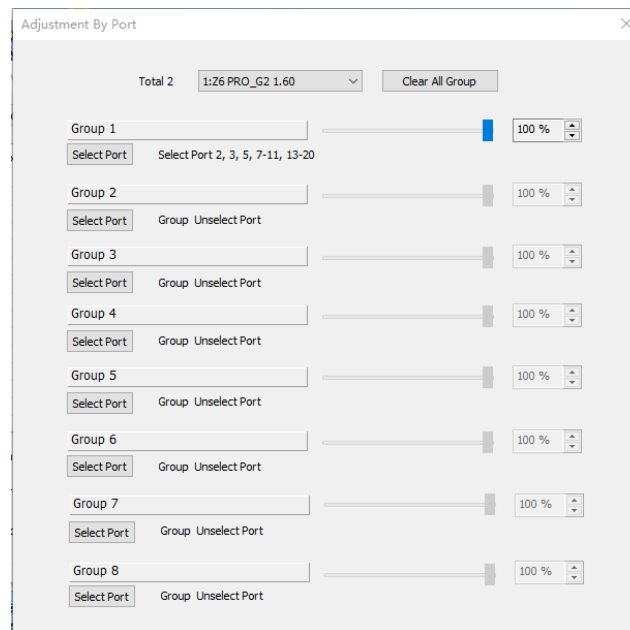 Adjustment By Port
Total 2 1:Z6 PRO_G2 1.60 Clear All Group
Group 1 100 %
Select Port Select Port 2, 3, 5, 7-11, 13-20
Group 2 100 %
Select Port Group Unselect Port
Group 3 100 %
Select Port Group Unselect Port
Group 4 100 %
Select Port Group Unselect Port
Group 5 100 %
Select Port Group Unselect Port
Group 6 100 %
Select Port Group Unselect Port
Group 7 100 %
Select Port Group Unselect Port
Group 8 100 %
Select Port Group Unselect Port